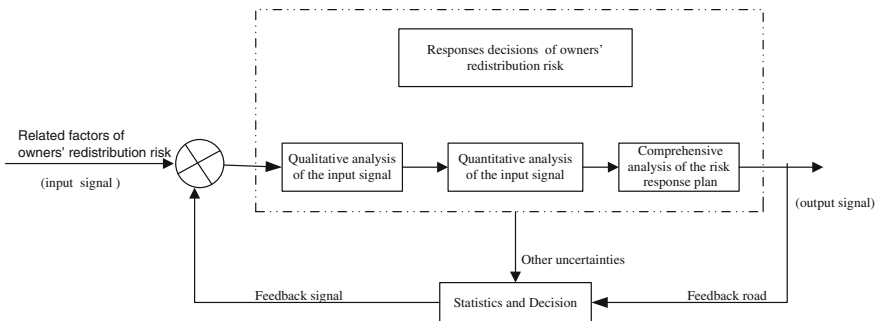 Responses decisions of owners'
redistribution risk
Related factors of
owners' redistribution risk
(input signal )
Qualitative analysis
of the input signal
Quantitative analysis
of the input signal
Comprehensive
analysis of the risk
response plan
(output signal)
Other uncertainties
Feedback signal
Statistics and Decision
Feedback road